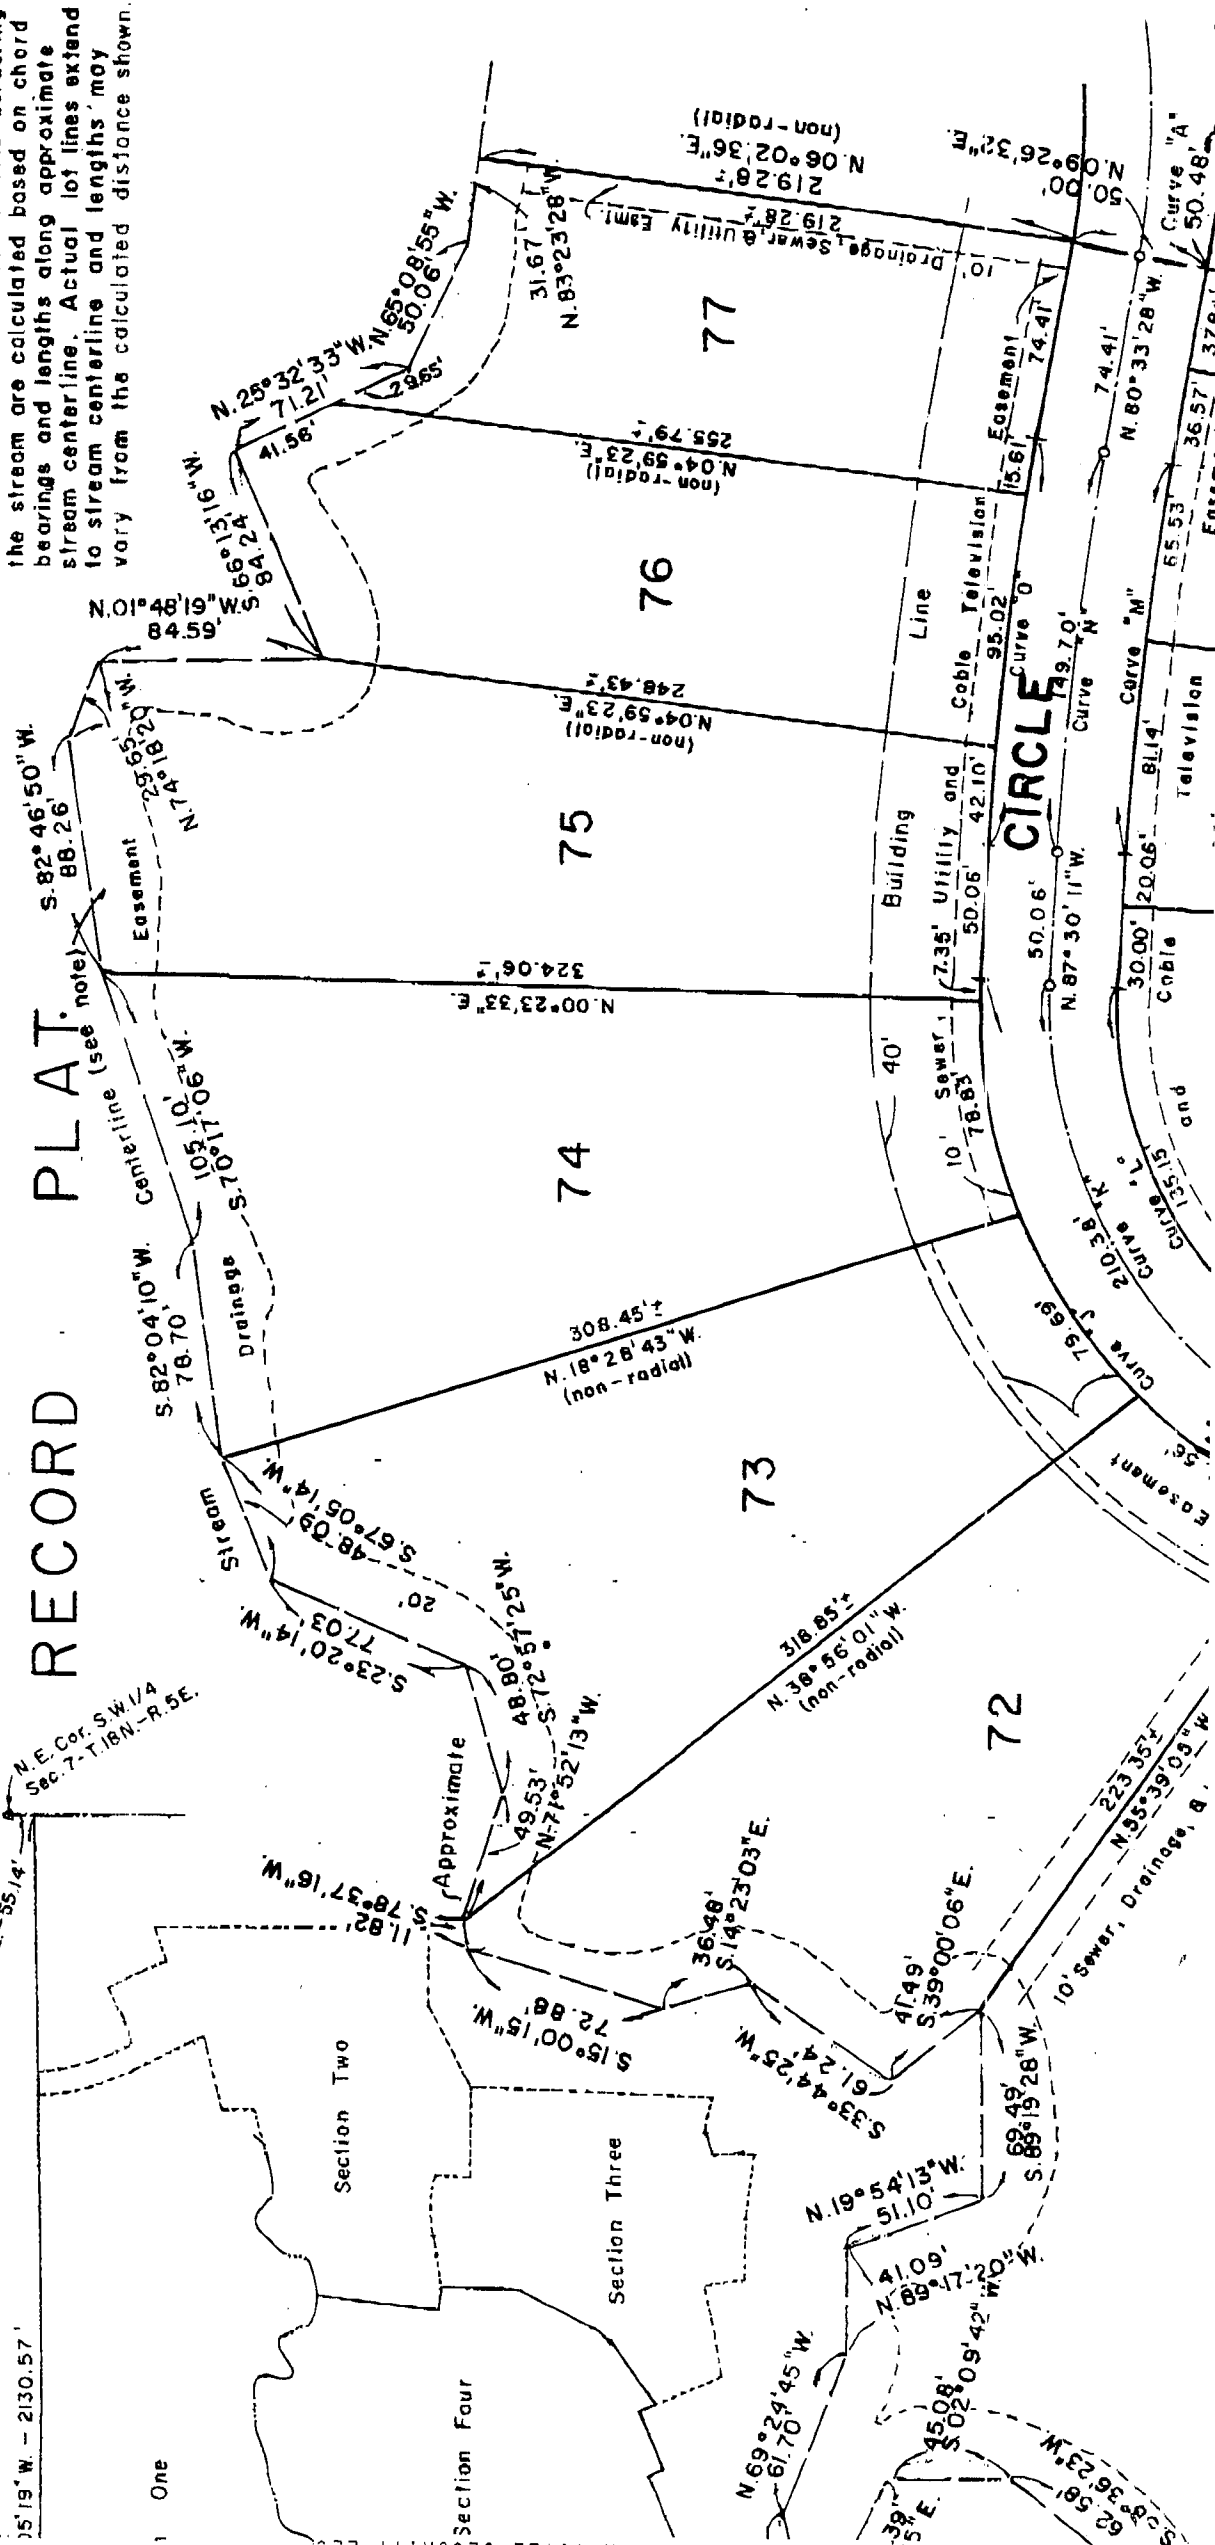 the stream are calculated based on chord
bearings and lengths along approximate
stream centerline. Actual lot lines extend
to stream centerline and lengths may
vary from the calculated distance shown.
RECORD PLAT
N.E. Cor. S.W. 1/4
Sec. 7-T.18N.-R.5E.
55.14'
05'19"W. - 2130.57'
One
Section Two
Section Three
Section Four
S.82°46'50"W.
88.26'
Easement
29.65'
N.74°18'20"W.
N.01°48'19"W.
84.59'
S.66°13'16"W.
84.24'
N.25°32'33"W.
71.21'
41.56'
29.65'
N.65°08'55"W.
50.06'
31.67'
N.83°23'28"W.
Centerline (see note)
105.10'
S.70°17'06"W.
S.82°04'10"W.
78.70'
Drainage
Stream
48.09'
S.67°05'14"W.
20'
S.23°20'14"W.
77.03'
48.80'
S.72°57'25"W.
49.53'
N.71°52'13"W.
Approximate
S.78°37'16"W.
11.82'
S.15°00'15"W.
72.88'
36.48'
S.14°23'03"E.
S.33°44'25"W.
61.24'
41.49'
S.39°00'06"E.
69.49'
S.89°19'28"W.
N.19°54'13"W.
51.10'
41.09'
N.89°17'20"W.
N.69°24'45"W.
61.70'
45.08'
S.02°09'42"W.
62.58'
72
73
74
75
76
77
318.85'±
N.38°56'01"W.
(non-radial)
308.45'±
N.18°28'43"W.
(non-radial)
324.06'±
N.00°23'33"E.
248.43'±
N.04°59'23"E.
(non-radial)
255.79'±
N.04°59'23"E.
(non-radial)
219.28'±
Drainage, Sewer, & Utility Esmt.
10'
219.28'±
N.06°02'36"E.
(non-radial)
50.00'
N.09°26'32"E.
223.35'±
N.55°39'05"W
10' Sewer, Drainage, &
40' Building Line
10' Sewer, 7.35' Utility and Cable Television Easement
78.83'
50.06'
42.10'
95.02'
15.61'
74.41'
Curve "O"
CIRCLE
79.69'
Curve "J"
56'
Easement
210.38'
Curve "K"
50.06'
N.87°30'11"W.
149.70'
Curve "N"
74.41'
N.80°33'28"W.
Curve "L"
135.15'
30.00'
20.06'
81.14'
Curve "M"
65.53'
36.57'
Curve "A"
50.48'
and
Cable
Television